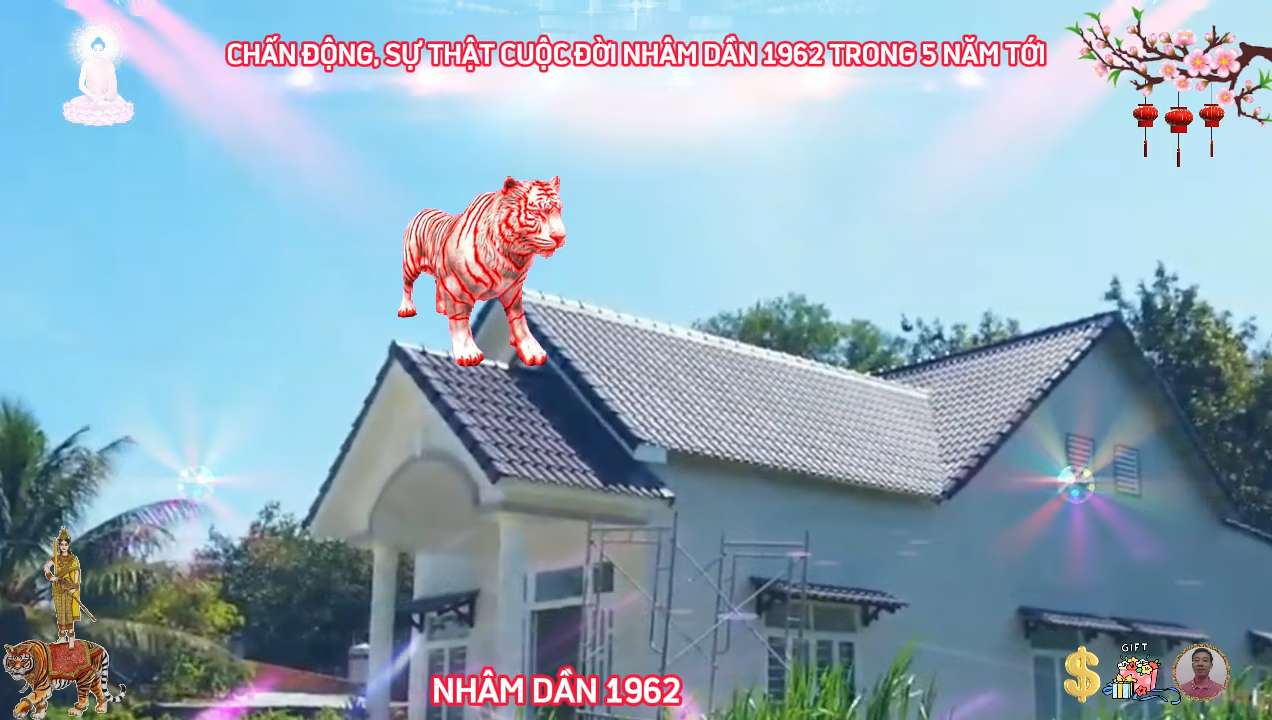 CHẤN ĐỘNG, SỰ THẬT CUỘC ĐỜI NHÂM DẦN 1962 TRONG 5 NĂM TỚI
GIFT
NHÂM DẦN 1962